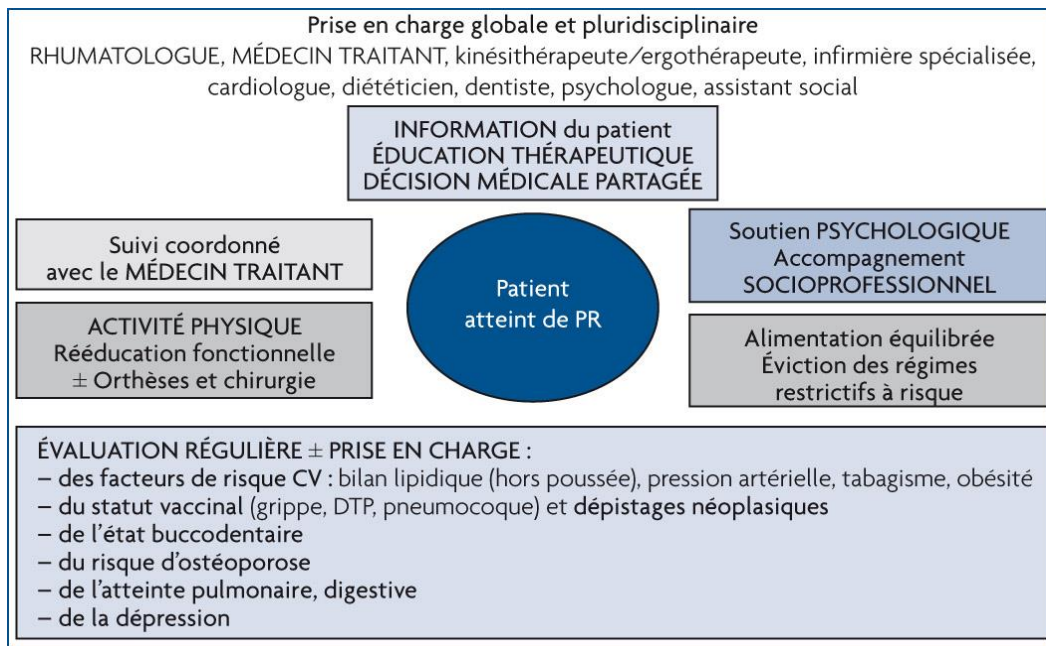 Prise en charge globale et pluridisciplinaire
RHUMATOLOGUE, MÉDECIN TRAITANT, kinésithérapeute/ergothérapeute, infirmière spécialisée,
cardiologue, diététicien, dentiste, psychologue, assistant social
INFORMATION du patient
ÉDUCATION THÉRAPEUTIQUE
DÉCISION MÉDICALE PARTAGÉE
Suivi coordonné
avec le MÉDECIN TRAITANT
Patient
atteint de PR
Soutien PSYCHOLOGIQUE
Accompagnement
SOCIOPROFESSIONNEL
ACTIVITÉ PHYSIQUE
Rééducation fonctionnelle
± Orthèses et chirurgie
Alimentation équilibrée
Éviction des régimes
restrictifs à risque
ÉVALUATION RÉGULIÈRE ± PRISE EN CHARGE :
– des facteurs de risque CV : bilan lipidique (hors poussée), pression artérielle, tabagisme, obésité
– du statut vaccinal (grippe, DTP, pneumocoque) et dépistages néoplasiques
– de l'état buccodentaire
– du risque d'ostéoporose
– de l'atteinte pulmonaire, digestive
– de la dépression